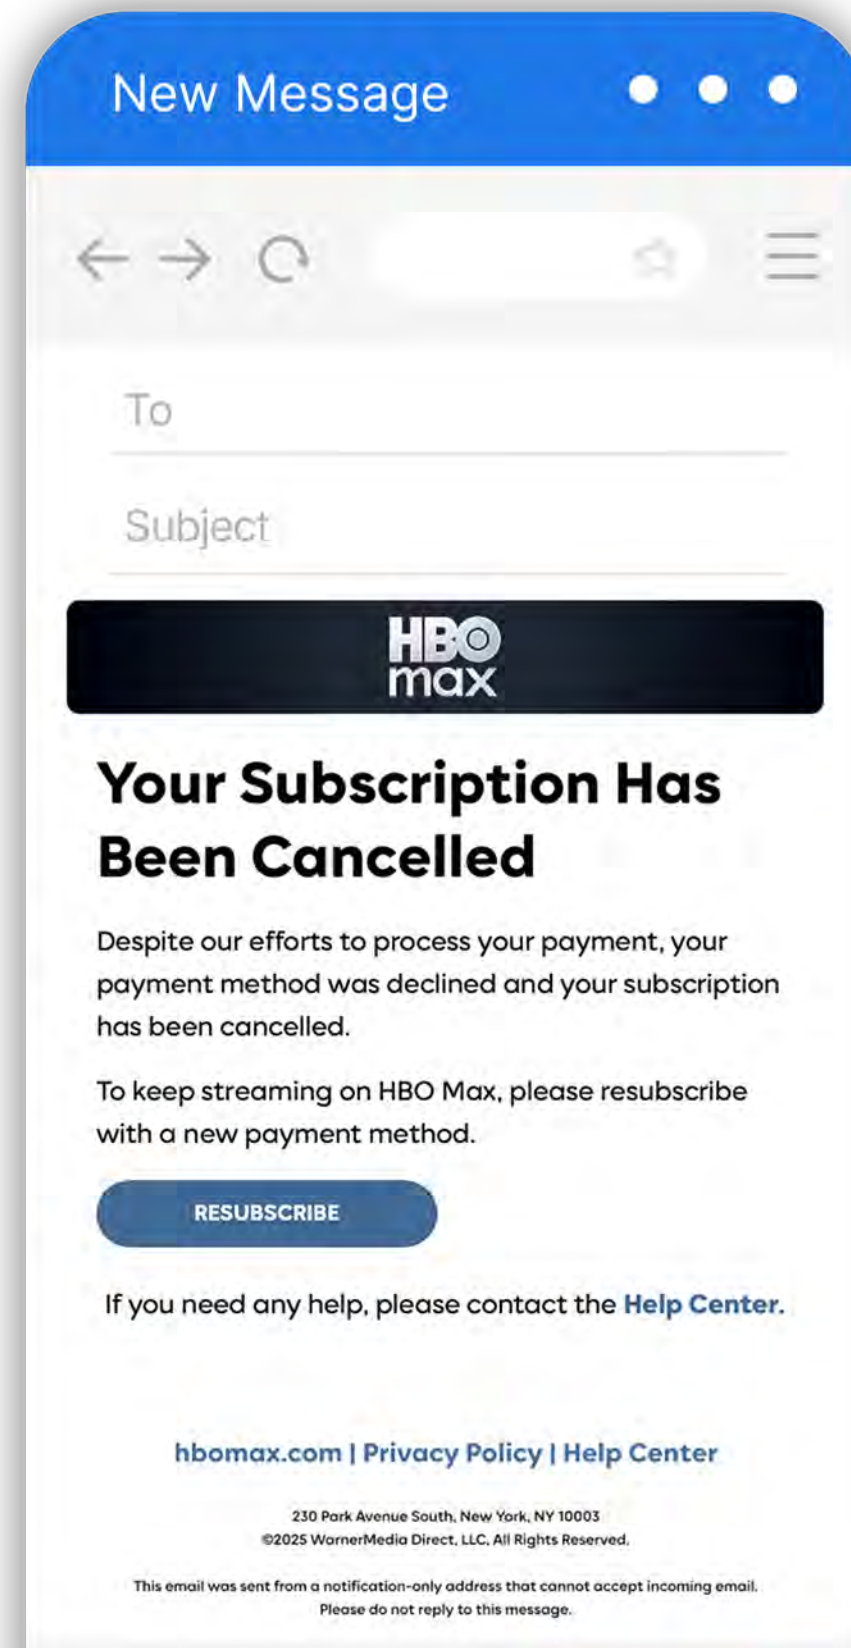 New Message
To
Subject
HBO
max
Your Subscription Has
Been Cancelled
Despite our efforts to process your payment, your
payment method was declined and your subscription
has been cancelled.
To keep streaming on HBO Max, please resubscribe
with a new payment method.
RESUBSCRIBE
If you need any help, please contact the Help Center.
hbomax.com | Privacy Policy | Help Center
230 Park Avenue South, New York, NY 10003
©2025 WarnerMedia Direct, LLC, All Rights Reserved.
This email was sent from a notification-only address that cannot accept incoming email.
Please do not reply to this message.